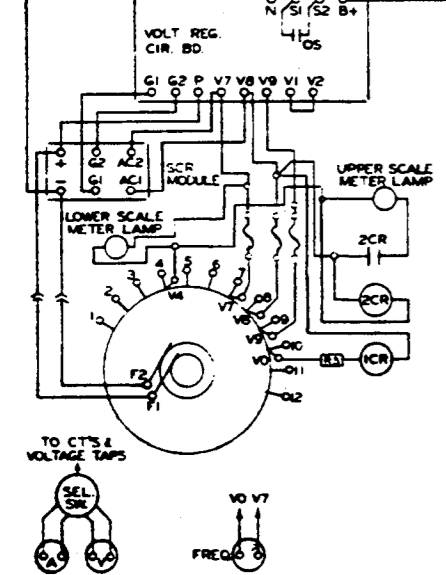 N S1 S2 B+
OS
VOLT REG.
CIR. BD.
G1 G2 P V7 V8 V9 V1 V2
+ G2 AC2
- G1 AC1
SCR
MODULE
UPPER SCALE
METER LAMP
LOWER SCALE
METER LAMP
2CR
2CR
1 2 3 4 5 6 7 8 9 10 11 12
V4
V7
V8
V9
V0
R5
1CR
F2
F1
TO CT'S &
VOLTAGE TAPS
SEL.
SW.
A V
V0 V7
FREQ